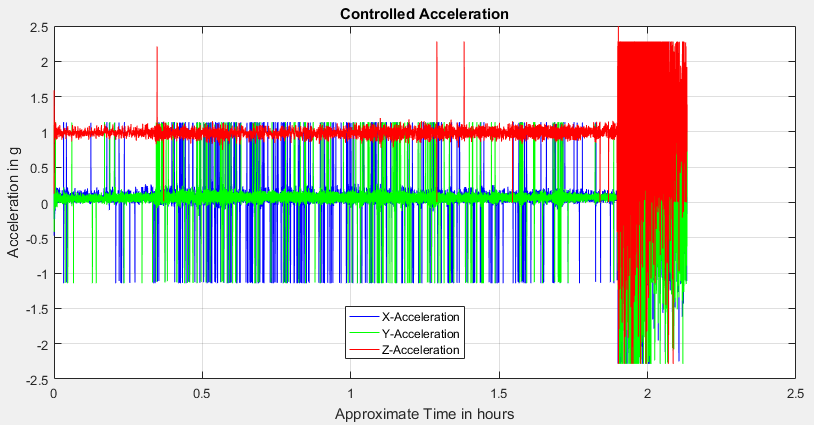 Controlled Acceleration
2.5
2
1.5
1
0.5
0
-0.5
-1
-1.5
-2
-2.5
Acceleration in g
X-Acceleration
Y-Acceleration
Z-Acceleration
0 0.5 1 1.5 2 2.5
Approximate Time in hours